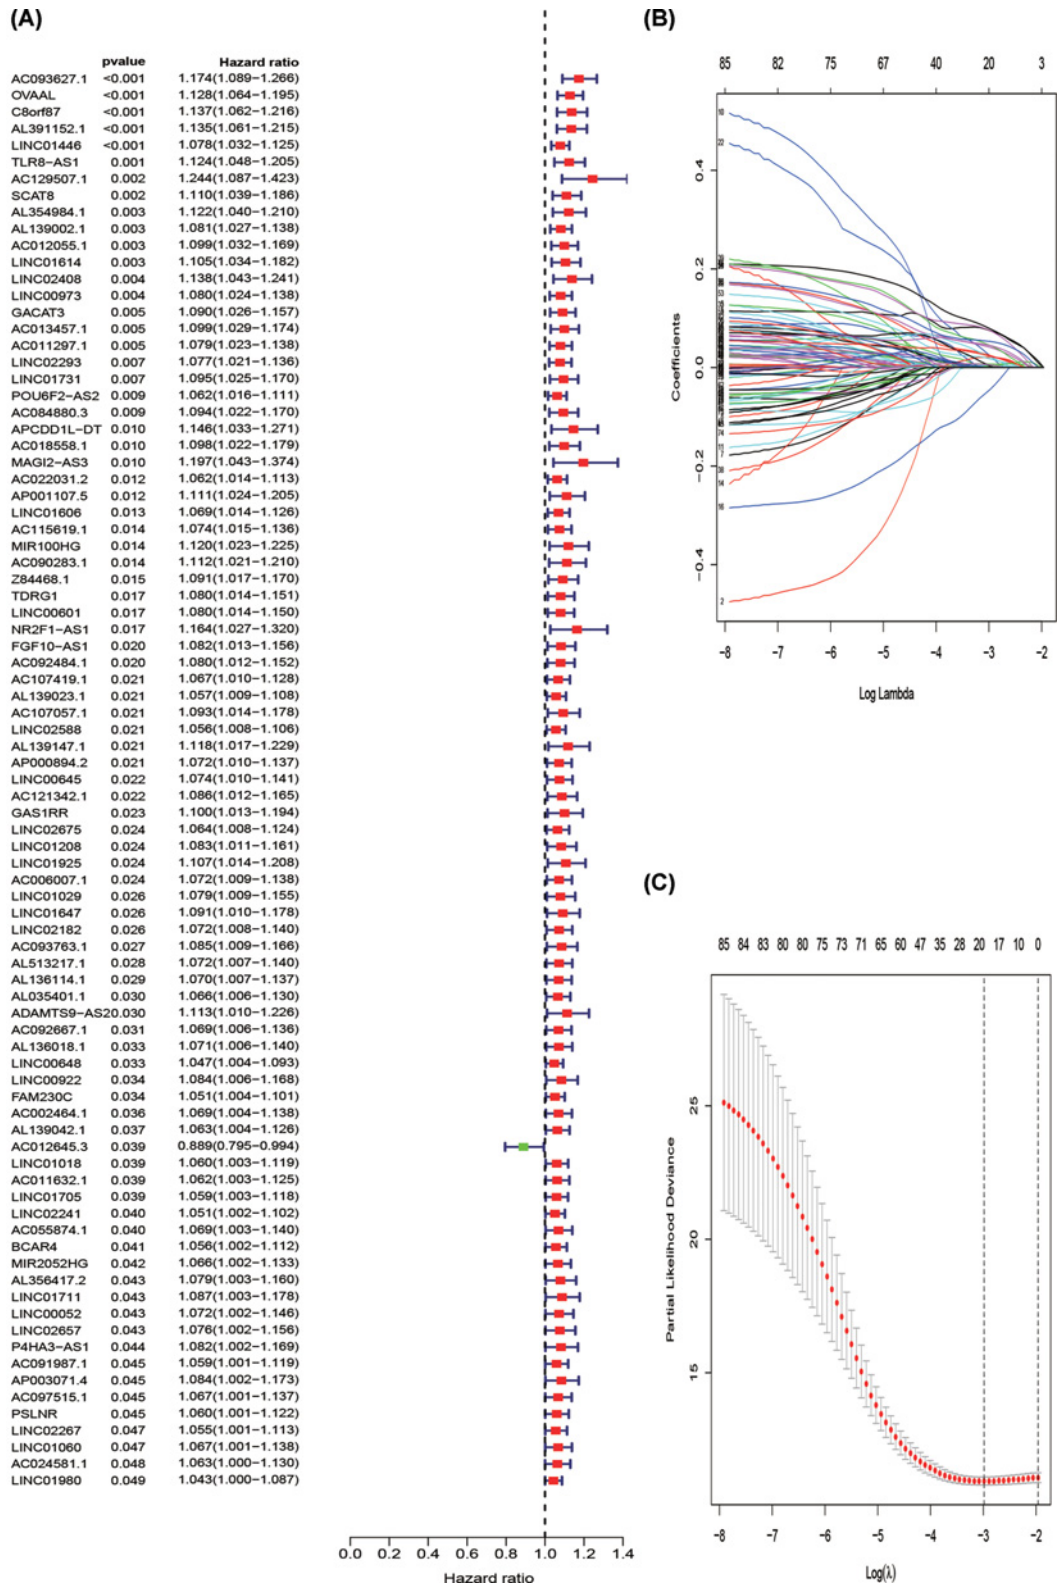 (A)
pvalue Hazard ratio
AC093627.1 <0.001 1.174(1.089−1.266)
OVAAL <0.001 1.128(1.064−1.195)
C8orf87 <0.001 1.137(1.062−1.216)
AL391152.1 <0.001 1.135(1.061−1.215)
LINC01446 <0.001 1.078(1.032−1.125)
TLR8−AS1 0.001 1.124(1.048−1.205)
AC129507.1 0.002 1.244(1.087−1.423)
SCAT8 0.002 1.110(1.039−1.186)
AL354984.1 0.003 1.122(1.040−1.210)
AL139002.1 0.003 1.081(1.027−1.138)
AC012055.1 0.003 1.099(1.032−1.169)
LINC01614 0.003 1.105(1.034−1.182)
LINC02408 0.004 1.138(1.043−1.241)
LINC00973 0.004 1.080(1.024−1.138)
GACAT3 0.005 1.090(1.026−1.157)
AC013457.1 0.005 1.099(1.029−1.174)
AC011297.1 0.005 1.079(1.023−1.138)
LINC02293 0.007 1.077(1.021−1.136)
LINC01731 0.007 1.095(1.025−1.170)
POU6F2−AS2 0.009 1.062(1.016−1.111)
AC084880.3 0.009 1.094(1.022−1.170)
APCDD1L−DT 0.010 1.146(1.033−1.271)
AC018558.1 0.010 1.098(1.022−1.179)
MAGI2−AS3 0.010 1.197(1.043−1.374)
AC022031.2 0.012 1.062(1.014−1.113)
AP001107.5 0.012 1.111(1.024−1.205)
LINC01606 0.013 1.069(1.014−1.126)
AC115619.1 0.014 1.074(1.015−1.136)
MIR100HG 0.014 1.120(1.023−1.225)
AC090283.1 0.014 1.112(1.021−1.210)
Z84468.1 0.015 1.091(1.017−1.170)
TDRG1 0.017 1.080(1.014−1.151)
LINC00601 0.017 1.080(1.014−1.150)
NR2F1−AS1 0.017 1.164(1.027−1.320)
FGF10−AS1 0.020 1.082(1.013−1.156)
AC092484.1 0.020 1.080(1.012−1.152)
AC107419.1 0.021 1.067(1.010−1.128)
AL139023.1 0.021 1.057(1.009−1.108)
AC107057.1 0.021 1.093(1.014−1.178)
LINC02588 0.021 1.056(1.008−1.106)
AL139147.1 0.021 1.118(1.017−1.229)
AP000894.2 0.021 1.072(1.010−1.137)
LINC00645 0.022 1.074(1.010−1.141)
AC121342.1 0.022 1.086(1.012−1.165)
GAS1RR 0.023 1.100(1.013−1.194)
LINC02675 0.024 1.064(1.008−1.124)
LINC01208 0.024 1.083(1.011−1.161)
LINC01925 0.024 1.107(1.014−1.208)
AC006007.1 0.024 1.072(1.009−1.138)
LINC01029 0.026 1.079(1.009−1.155)
LINC01647 0.026 1.091(1.010−1.178)
LINC02182 0.026 1.072(1.008−1.140)
AC093763.1 0.027 1.085(1.009−1.166)
AL513217.1 0.028 1.072(1.007−1.140)
AL136114.1 0.029 1.070(1.007−1.137)
AL035401.1 0.030 1.066(1.006−1.130)
ADAMTS9−AS2 0.030 1.113(1.010−1.226)
AC092667.1 0.031 1.069(1.006−1.136)
AL136018.1 0.033 1.071(1.006−1.140)
LINC00648 0.033 1.047(1.004−1.093)
LINC00922 0.034 1.084(1.006−1.168)
FAM230C 0.034 1.051(1.004−1.101)
AC002464.1 0.036 1.069(1.004−1.138)
AL139042.1 0.037 1.063(1.004−1.126)
AC012645.3 0.039 0.889(0.795−0.994)
LINC01018 0.039 1.060(1.003−1.119)
AC011632.1 0.039 1.062(1.003−1.125)
LINC01705 0.039 1.059(1.003−1.118)
LINC02241 0.040 1.051(1.002−1.102)
AC055874.1 0.040 1.069(1.003−1.140)
BCAR4 0.041 1.056(1.002−1.112)
MIR2052HG 0.042 1.066(1.002−1.133)
AL356417.2 0.043 1.079(1.003−1.160)
LINC01711 0.043 1.087(1.003−1.178)
LINC00052 0.043 1.072(1.002−1.146)
LINC02657 0.043 1.076(1.002−1.156)
P4HA3−AS1 0.044 1.082(1.002−1.169)
AC091987.1 0.045 1.059(1.001−1.119)
AP003071.4 0.045 1.084(1.002−1.173)
AC097515.1 0.045 1.067(1.001−1.137)
PSLNR 0.045 1.060(1.001−1.122)
LINC02267 0.047 1.055(1.001−1.113)
LINC01060 0.047 1.067(1.001−1.138)
AC024581.1 0.048 1.063(1.000−1.130)
LINC01980 0.049 1.043(1.000−1.087)
0.0 0.2 0.4 0.6 0.8 1.0 1.2 1.4
Hazard ratio
(B)
85 82 75 67 40 20 3
Coefficients
0.4
0.2
0.0
−0.2
−0.4
10
22
16
2
−8 −7 −6 −5 −4 −3 −2
Log Lambda
(C)
85 84 83 80 80 75 73 71 65 60 47 35 28 20 17 10 0
Partial Likelihood Deviance
25
20
15
−8 −7 −6 −5 −4 −3 −2
Log(λ)